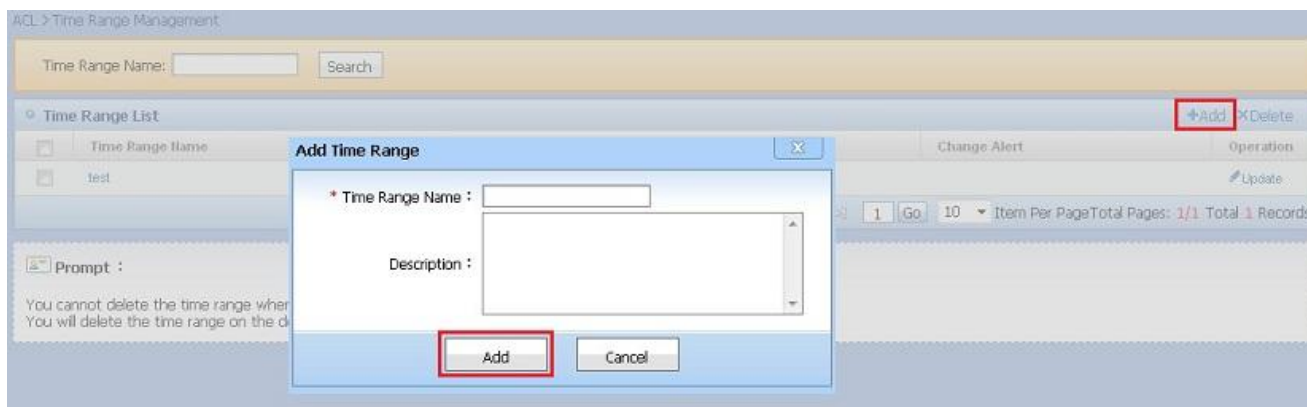 ACL > Time Range Management
Time Range Name: Search
Time Range List +Add ×Delete
Time Range Name Change Alert Operation
test Update
1 Go 10 Item Per PageTotal Pages: 1/1 Total 1 Records
Add Time Range
* Time Range Name :
Description :
Add Cancel
Prompt :
You cannot delete the time range when
You will delete the time range on the